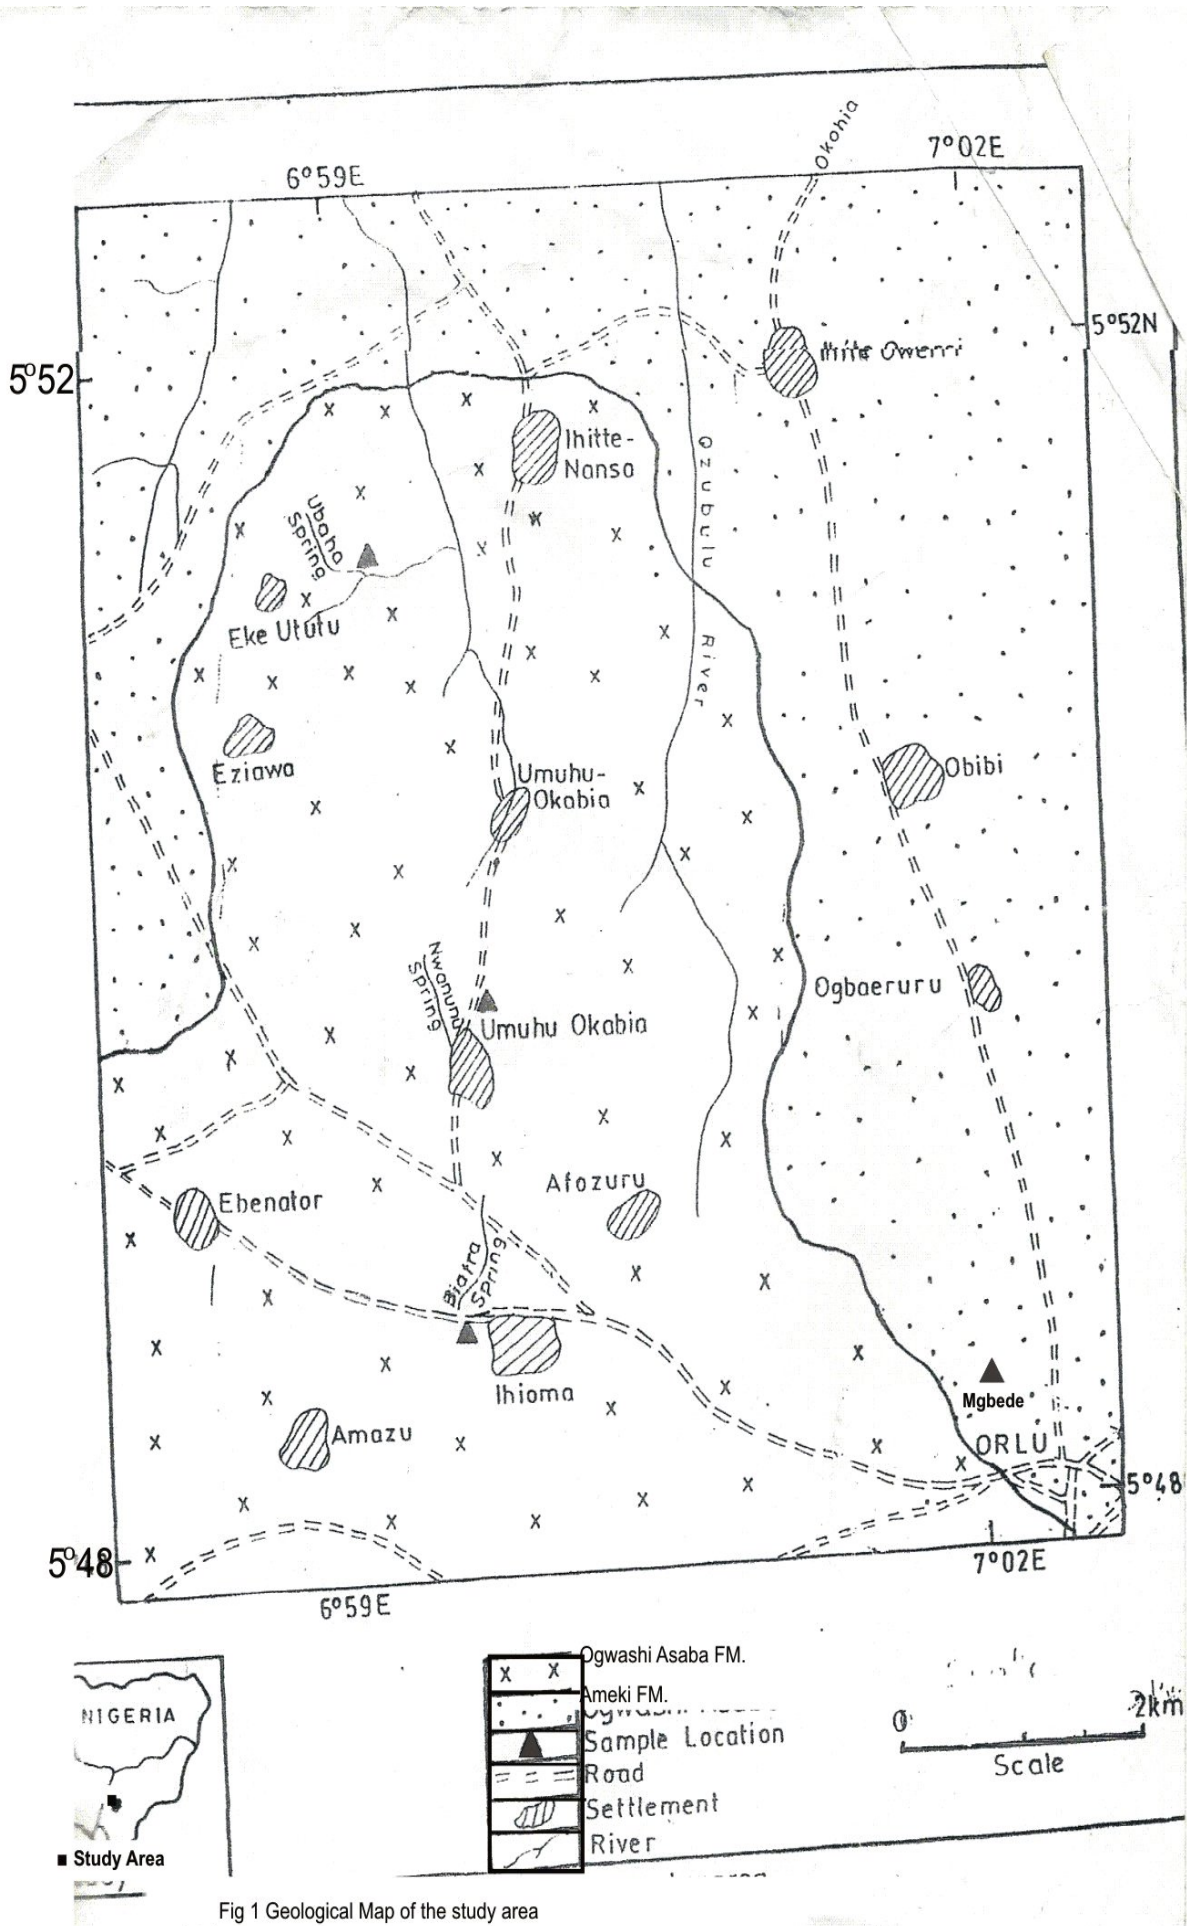 Okohia
6°59E
7°02E
5°52N
5°52
Owerri
Ihitte-
Nansa
Ozubulu
River
Ubaha
Spring
Eke Ututu
Eziawa
Umuhu-
Okabia
Obibi
Nwanunu
Spring
Umuhu Okabia
Ogbaeruru
Afozuru
Ebenator
Biafra
Spring
Ihioma
Amazu
Mgbede
ORLU
5°48
5°48
6°59E
7°02E
NIGERIA
■ Study Area
Ogwashi Asaba FM.
Ameki FM.
Sample Location
Road
Settlement
River
0
2km
Scale
Fig 1 Geological Map of the study area